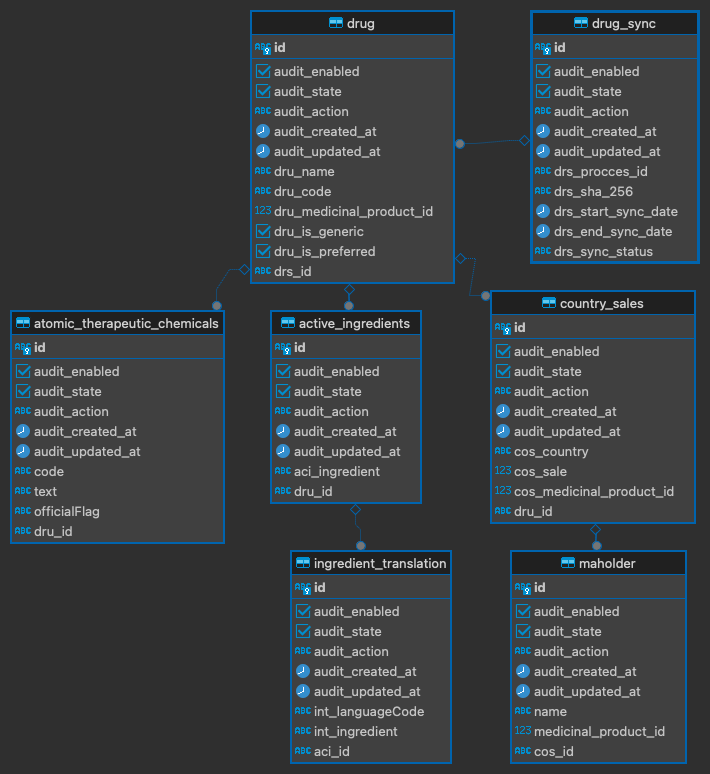 drug
id
audit_enabled
audit_state
audit_action
audit_created_at
audit_updated_at
dru_name
dru_code
dru_medicinal_product_id
dru_is_generic
dru_is_preferred
drs_id
drug_sync
id
audit_enabled
audit_state
audit_action
audit_created_at
audit_updated_at
drs_procces_id
drs_sha_256
drs_start_sync_date
drs_end_sync_date
drs_sync_status
atomic_therapeutic_chemicals
id
audit_enabled
audit_state
audit_action
audit_created_at
audit_updated_at
code
text
officialFlag
dru_id
active_ingredients
id
audit_enabled
audit_state
audit_action
audit_created_at
audit_updated_at
aci_ingredient
dru_id
country_sales
id
audit_enabled
audit_state
audit_action
audit_created_at
audit_updated_at
cos_country
cos_sale
cos_medicinal_product_id
dru_id
ingredient_translation
id
audit_enabled
audit_state
audit_action
audit_created_at
audit_updated_at
int_languageCode
int_ingredient
aci_id
maholder
id
audit_enabled
audit_state
audit_action
audit_created_at
audit_updated_at
name
medicinal_product_id
cos_id